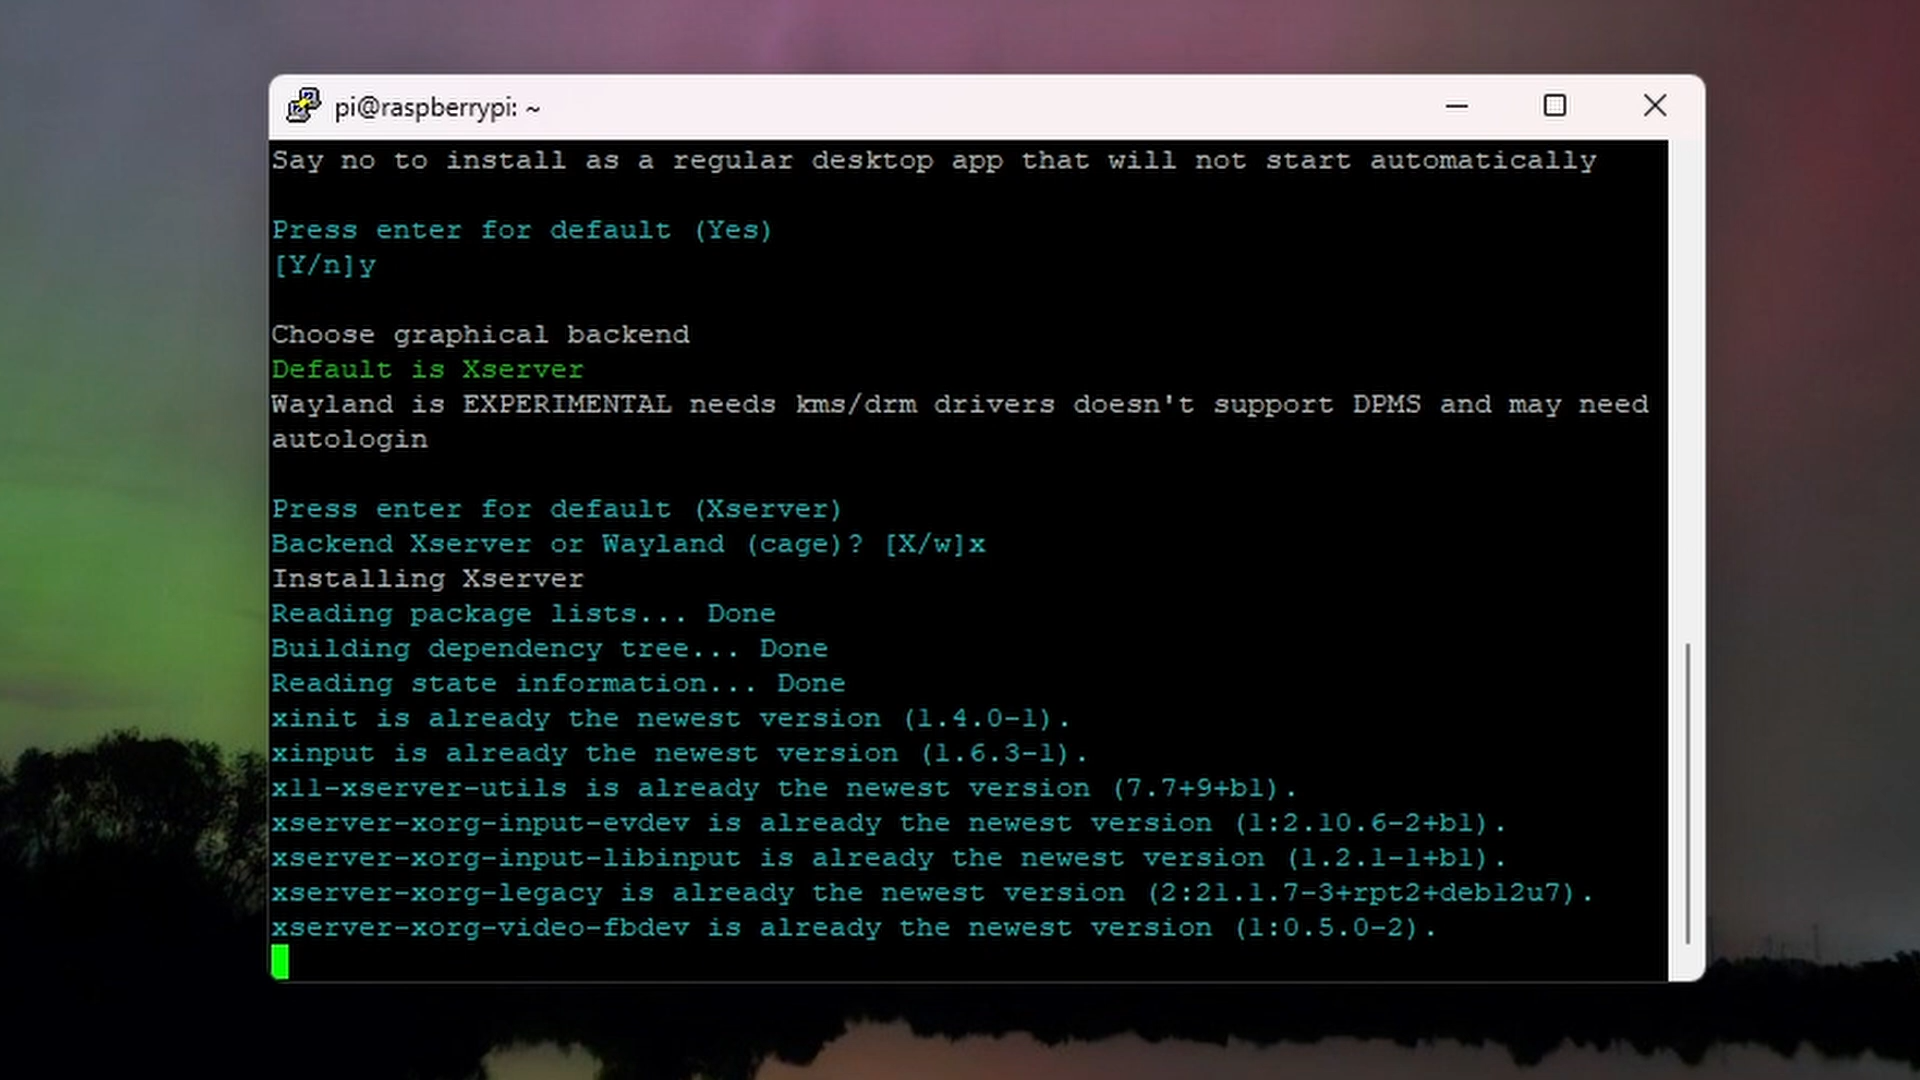 pi@raspberrypi: ~
Say no to install as a regular desktop app that will not start automatically
Press enter for default (Yes)
[Y/n]y
Choose graphical backend
Default is Xserver
Wayland is EXPERIMENTAL needs kms/drm drivers doesn't support DPMS and may need
autologin
Press enter for default (Xserver)
Backend Xserver or Wayland (cage)? [X/w]x
Installing Xserver
Reading package lists... Done
Building dependency tree... Done
Reading state information... Done
xinit is already the newest version (1.4.0-1).
xinput is already the newest version (1.6.3-1).
x11-xserver-utils is already the newest version (7.7+9+b1).
xserver-xorg-input-evdev is already the newest version (1:2.10.6-2+b1).
xserver-xorg-input-libinput is already the newest version (1.2.1-1+b1).
xserver-xorg-legacy is already the newest version (2:21.1.7-3+rpt2+deb12u7).
xserver-xorg-video-fbdev is already the newest version (1:0.5.0-2).